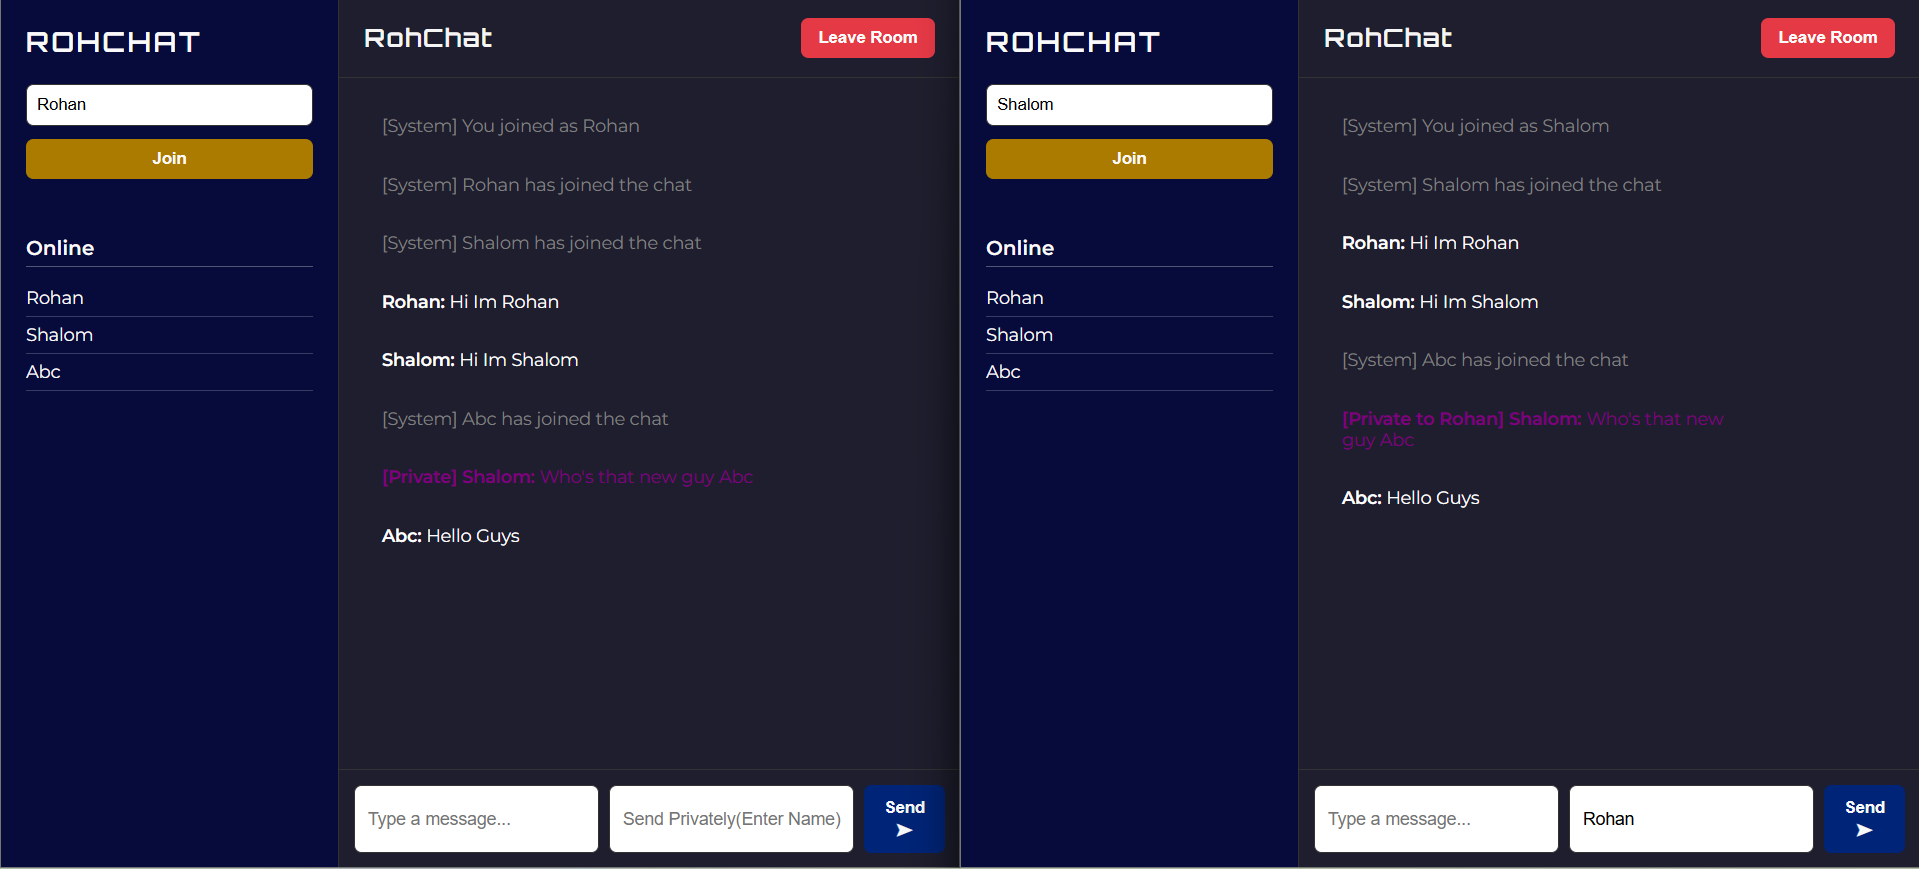 ROHCHAT
Rohan
Join
Online
Rohan
Shalom
Abc
RohChat
Leave Room
[System] You joined as Rohan
[System] Rohan has joined the chat
[System] Shalom has joined the chat
Rohan: Hi Im Rohan
Shalom: Hi Im Shalom
[System] Abc has joined the chat
[Private] Shalom: Who's that new guy Abc
Abc: Hello Guys
Type a message...
Send Privately(Enter Name)
Send
ROHCHAT
Shalom
Join
Online
Rohan
Shalom
Abc
RohChat
Leave Room
[System] You joined as Shalom
[System] Shalom has joined the chat
Rohan: Hi Im Rohan
Shalom: Hi Im Shalom
[System] Abc has joined the chat
[Private to Rohan] Shalom: Who's that new
guy Abc
Abc: Hello Guys
Type a message...
Rohan
Send